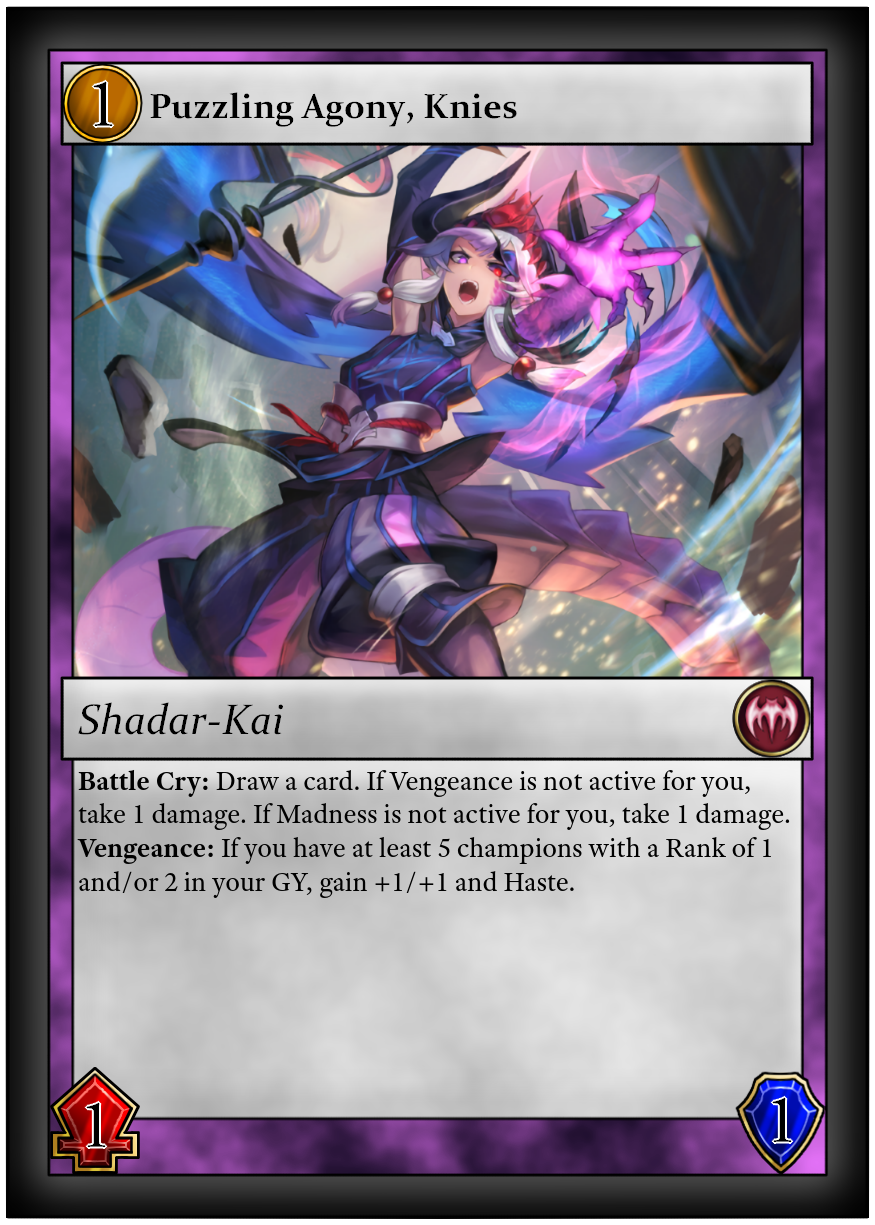 1
Puzzling Agony, Knies
Shadar-Kai
Battle Cry: Draw a card. If Vengeance is not active for you,
take 1 damage. If Madness is not active for you, take 1 damage.
Vengeance: If you have at least 5 champions with a Rank of 1
and/or 2 in your GY, gain +1/+1 and Haste.
1
1